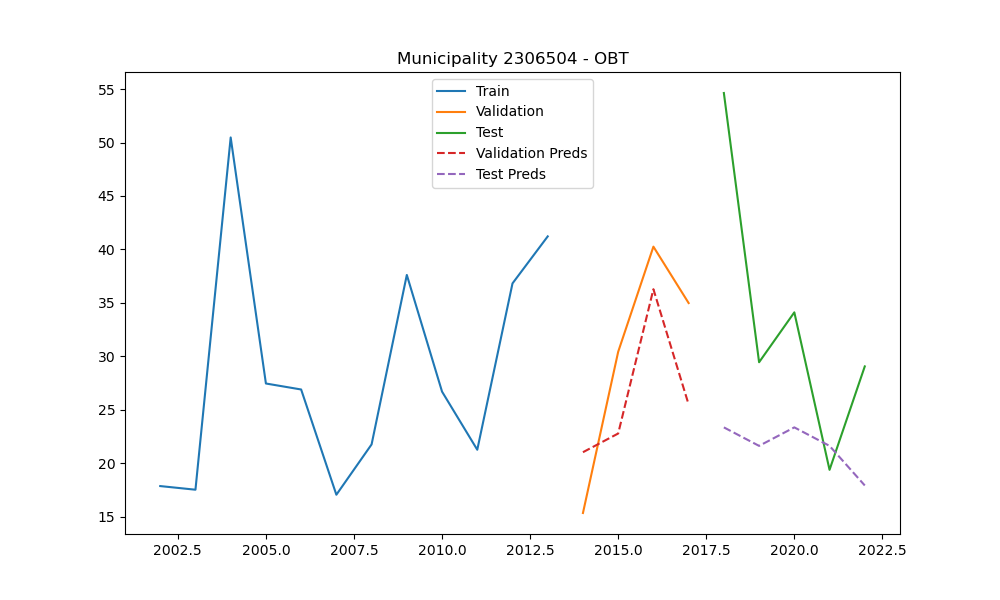 Municipality 2306504 - OBT
Train
Validation
Test
Validation Preds
Test Preds
55
50
45
40
35
30
25
20
15
2002.5 2005.0 2007.5 2010.0 2012.5 2015.0 2017.5 2020.0 2022.5